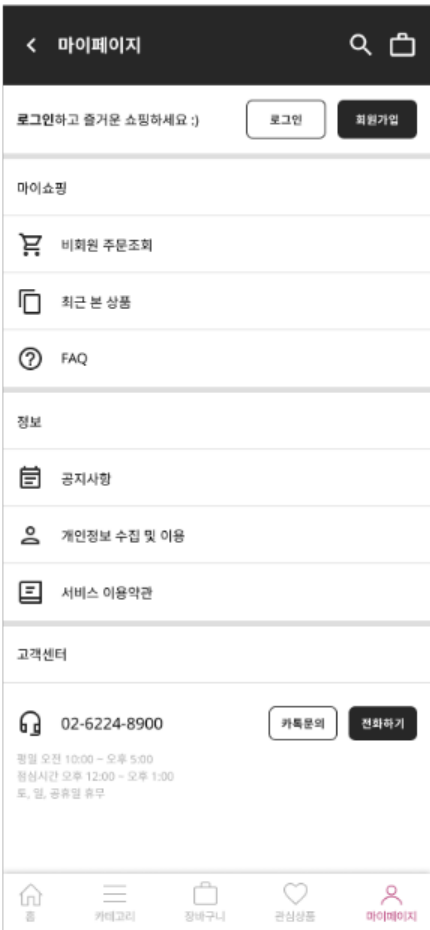 마이페이지
로그인하고 즐거운 쇼핑하세요 :) 로그인 회원가입
마이쇼핑
비회원 주문조회
최근 본 상품
FAQ
정보
공지사항
개인정보 수집 및 이용
서비스 이용약관
고객센터
02-6224-8900 카톡문의 전화하기
평일 오전 10:00 ~ 오후 5:00
점심시간 오후 12:00 ~ 오후 1:00
토, 일, 공휴일 휴무
홈 카테고리 장바구니 관심상품 마이페이지